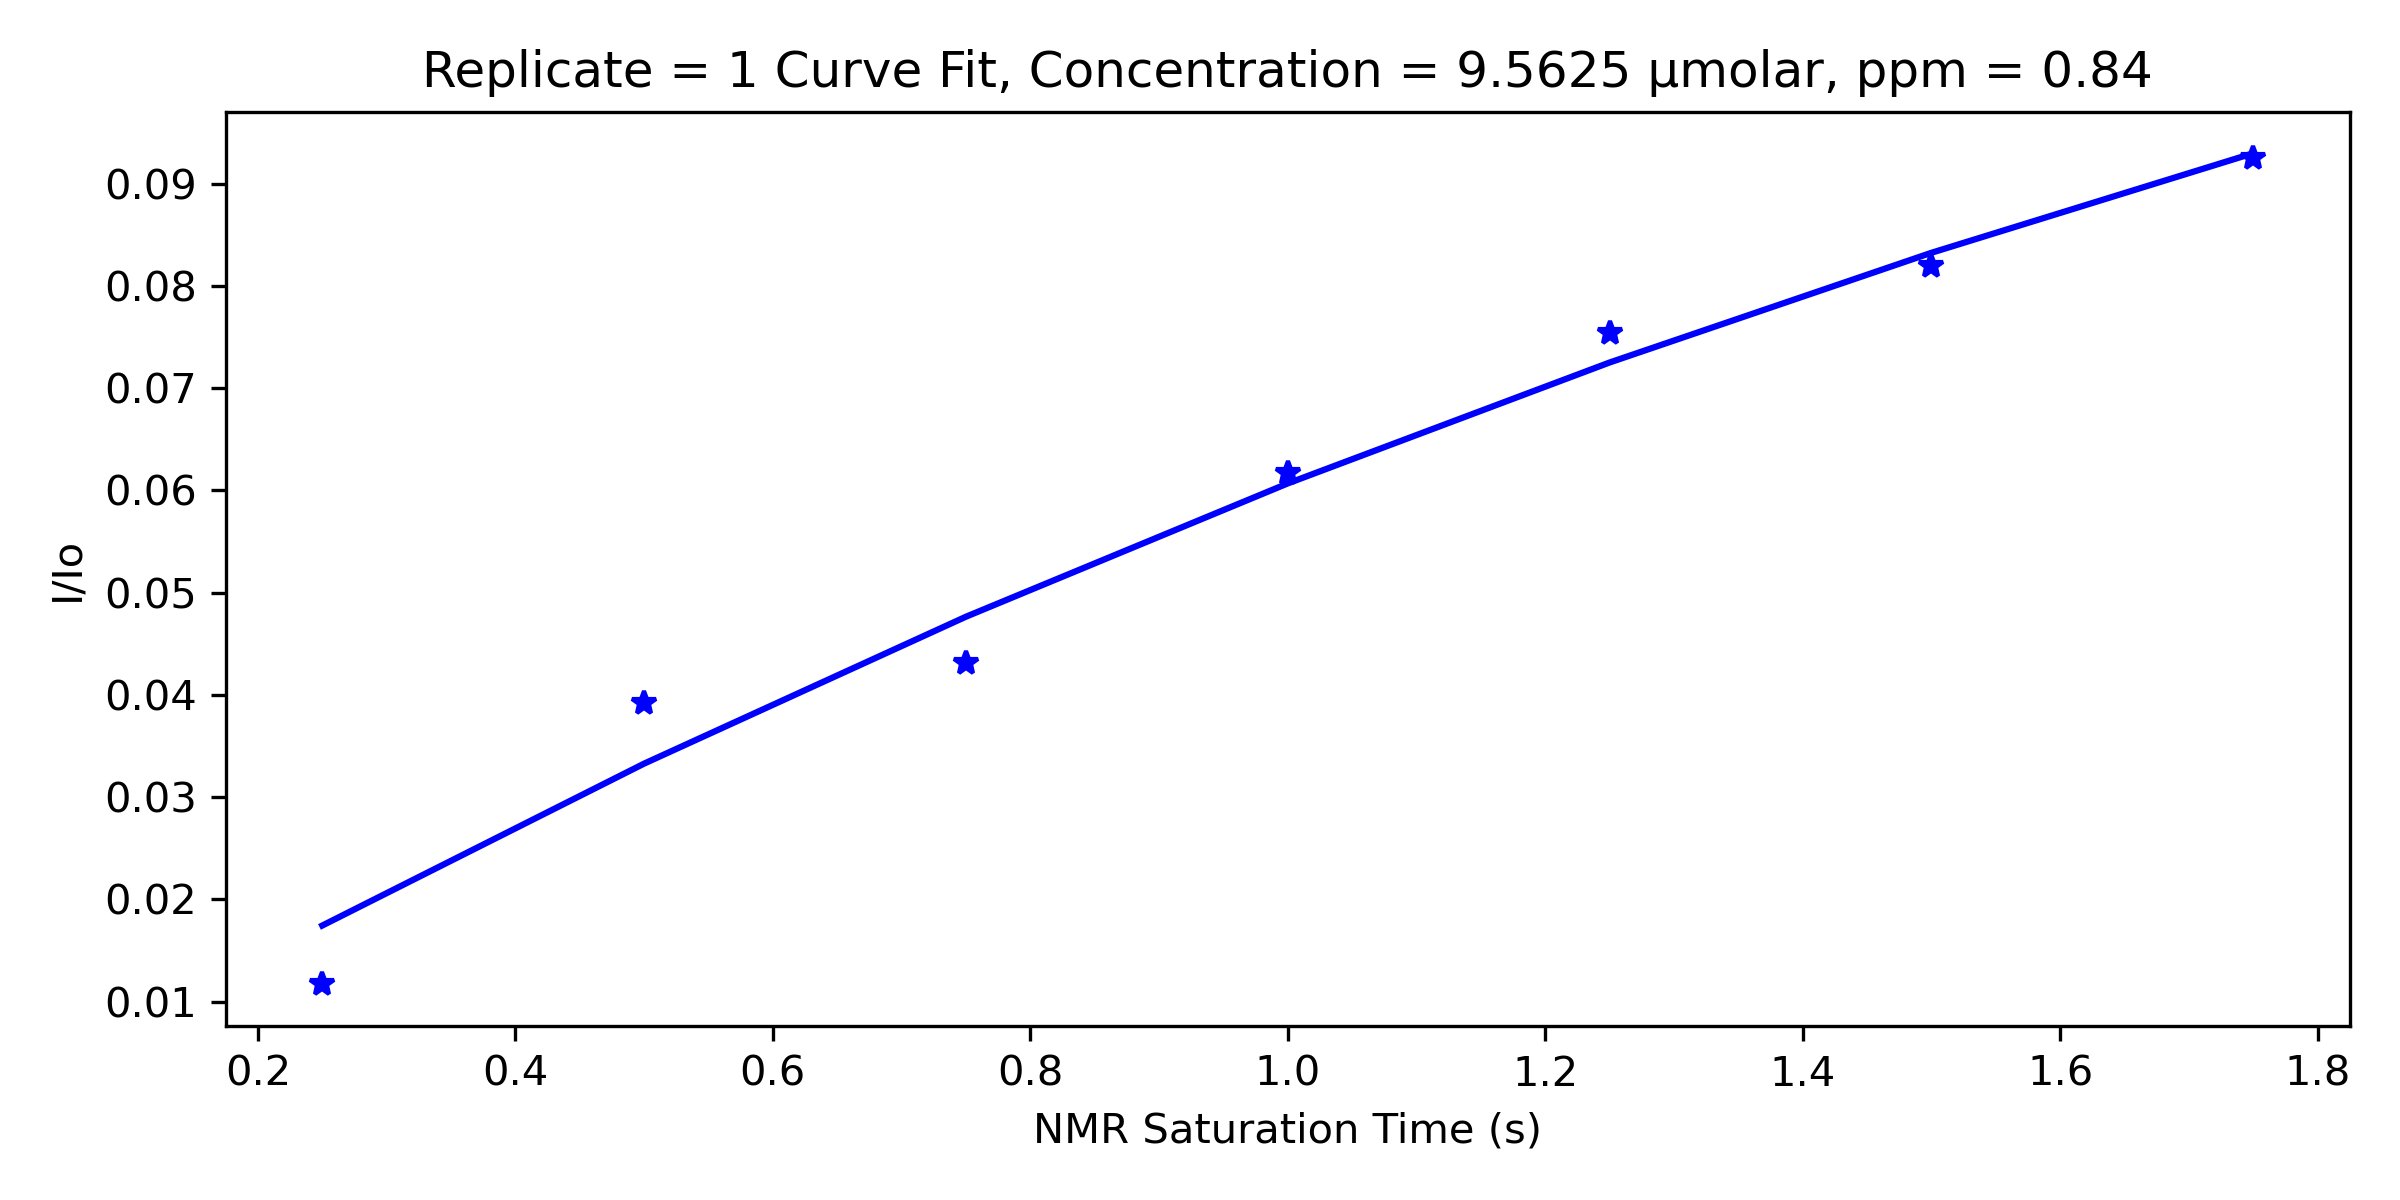 Replicate = 1 Curve Fit, Concentration = 9.5625 µmolar, ppm = 0.84
0.09
0.08
0.07
0.06
0.05
0.04
0.03
0.02
0.01
I/Io
0.2 0.4 0.6 0.8 1.0 1.2 1.4 1.6 1.8
NMR Saturation Time (s)